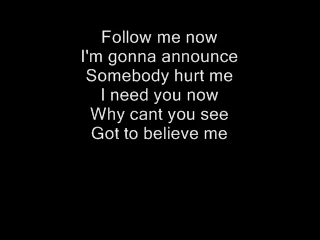 Follow me now
I'm gonna announce
Somebody hurt me
I need you now
Why cant you see
Got to believe me